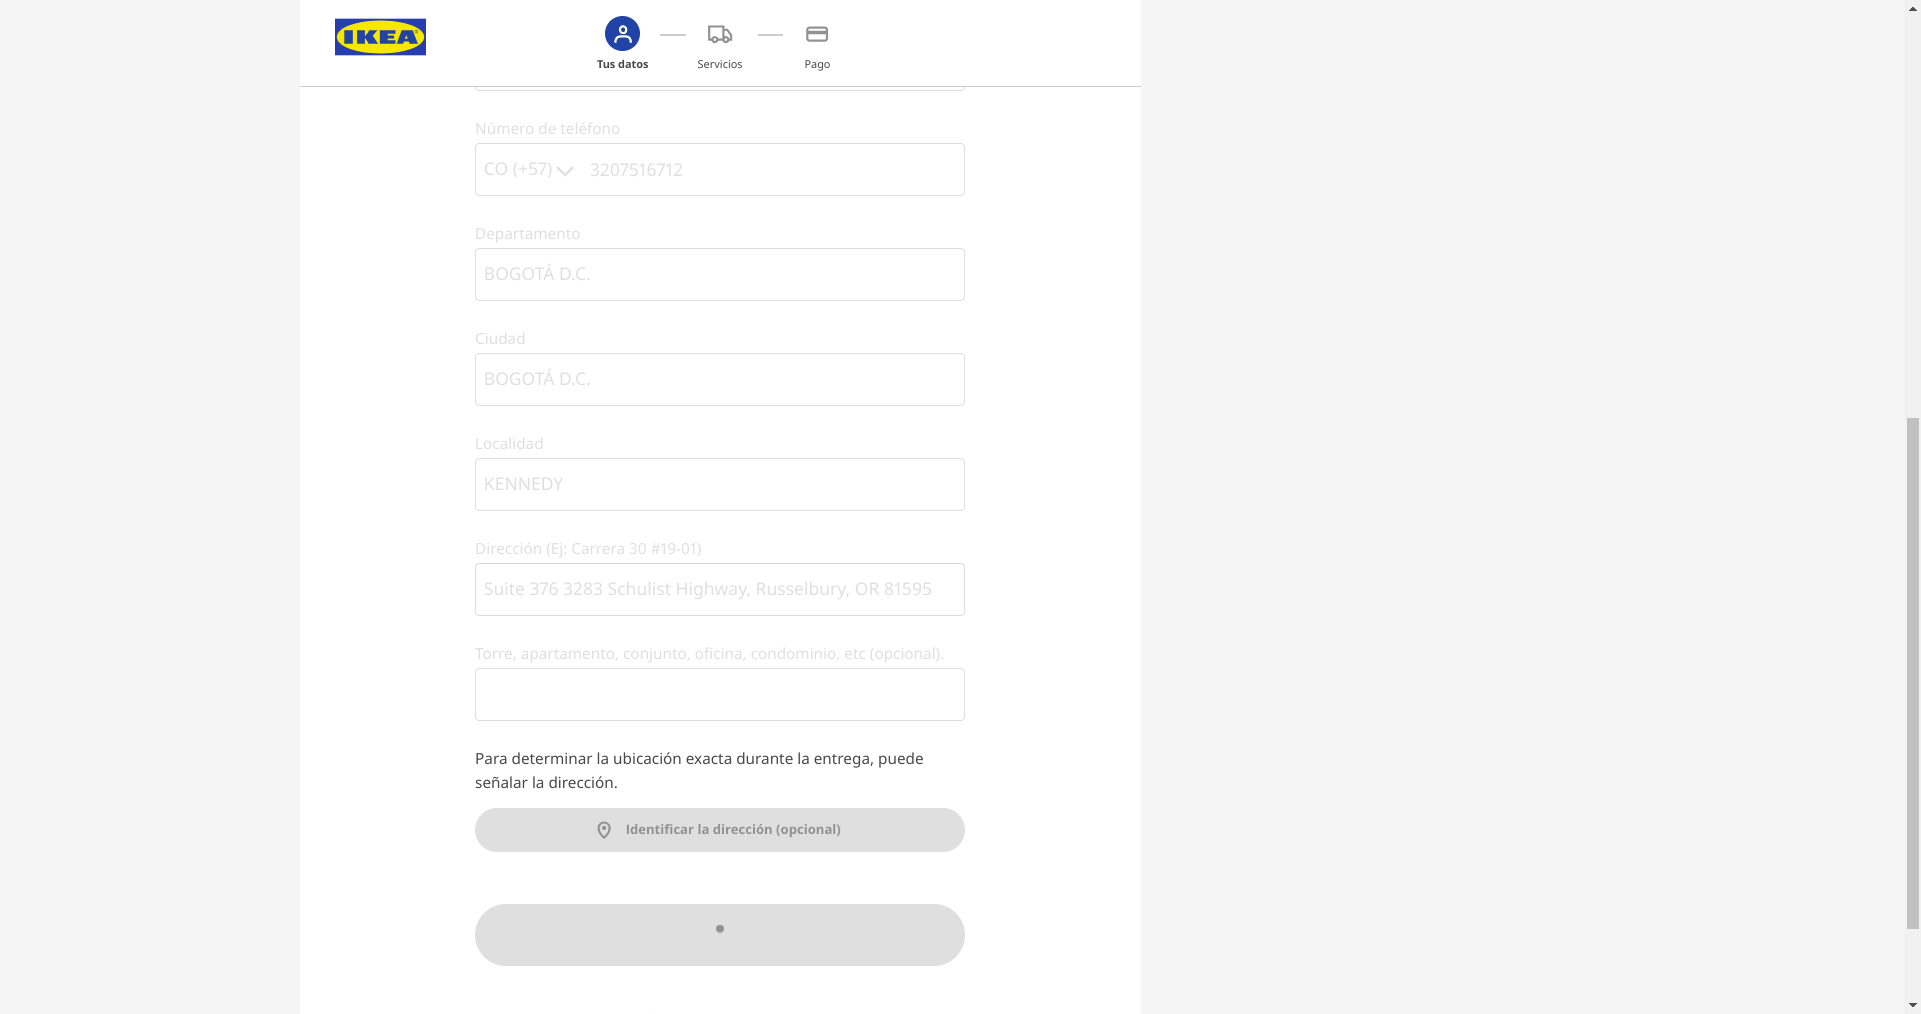 IKEA
Tus datos
Servicios
Pago
Número de teléfono
CO (+57)
3207516712
Departamento
BOGOTÁ D.C.
Ciudad
BOGOTÁ D.C.
Localidad
KENNEDY
Dirección (Ej: Carrera 30 #19-01)
Suite 376 3283 Schulist Highway, Russelbury, OR 81595
Torre, apartamento, conjunto, oficina, condominio, etc (opcional).
Para determinar la ubicación exacta durante la entrega, puede
señalar la dirección.
Identificar la dirección (opcional)